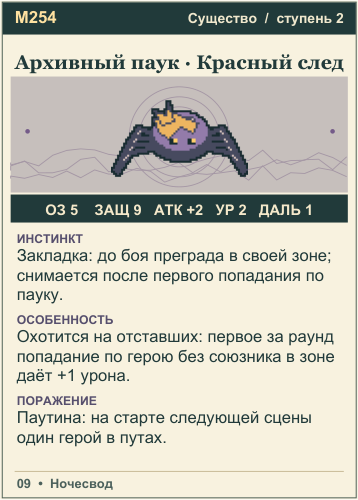 М254
Существо / ступень 2
Архивный паук · Красный след
ОЗ 5 ЗАЩ 9 АТК +2 УР 2 ДАЛЬ 1
ИНСТИНКТ
Закладка: до боя преграда в своей зоне;
снимается после первого попадания по
пауку.
ОСОБЕННОСТЬ
Охотится на отставших: первое за раунд
попадание по герою без союзника в зоне
даёт +1 урона.
ПОРАЖЕНИЕ
Паутина: на старте следующей сцены
один герой в путах.
09 • Ночесвод